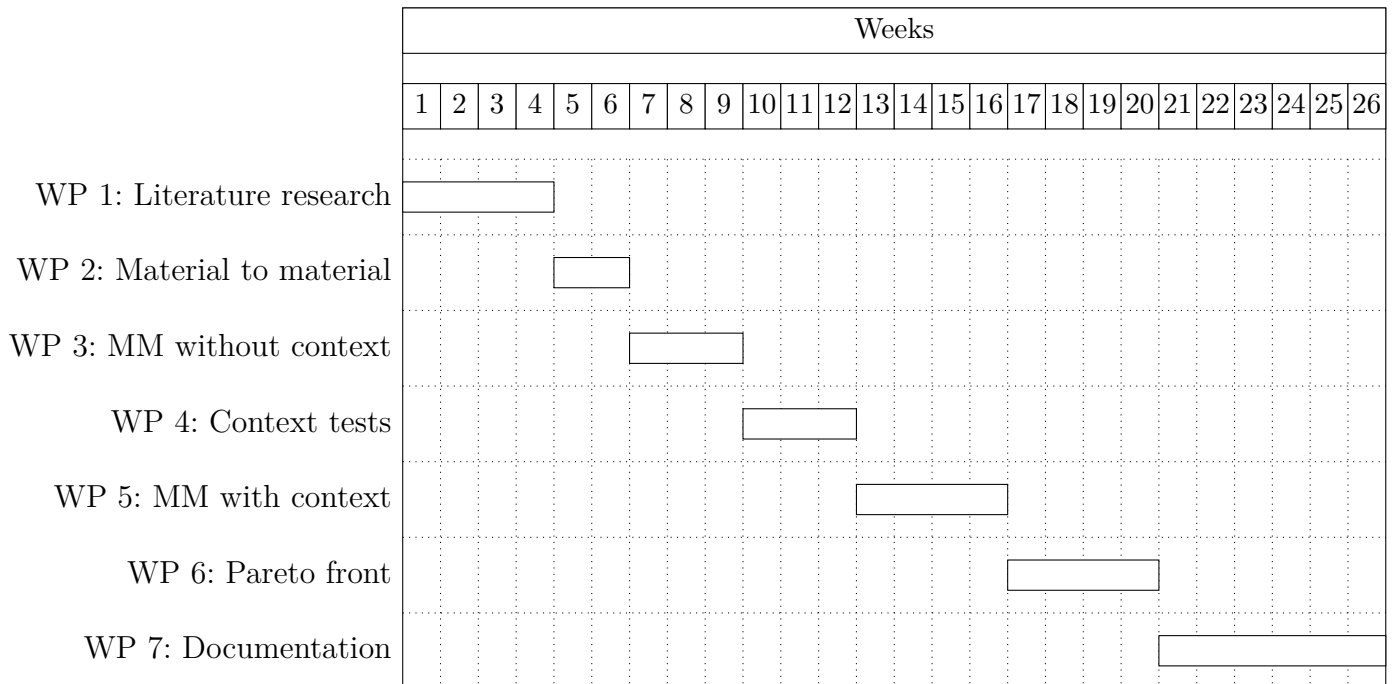 Weeks
1 2 3 4 5 6 7 8 9 10 11 12 13 14 15 16 17 18 19 20 21 22 23 24 25 26
WP 1: Literature research
WP 2: Material to material
WP 3: MM without context
WP 4: Context tests
WP 5: MM with context
WP 6: Pareto front
WP 7: Documentation